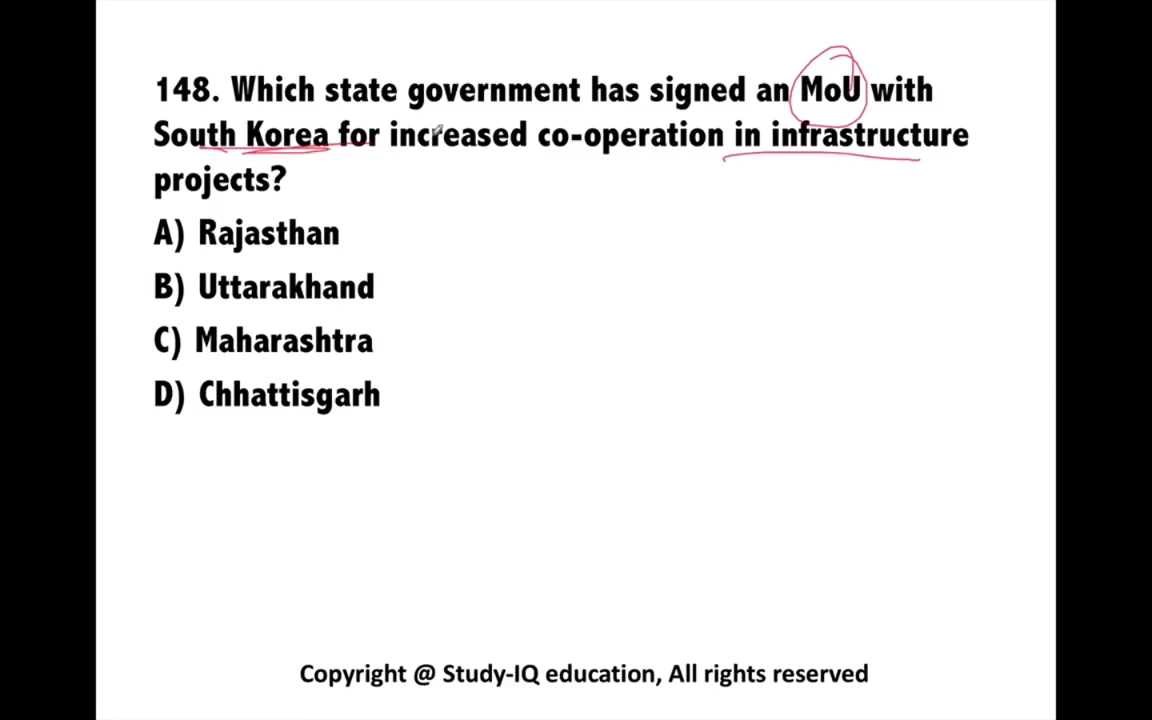 148. Which state government has signed an MoU with
South Korea for increased co-operation in infrastructure
projects?
A) Rajasthan
B) Uttarakhand
C) Maharashtra
D) Chhattisgarh
Copyright @ Study-IQ education, All rights reserved